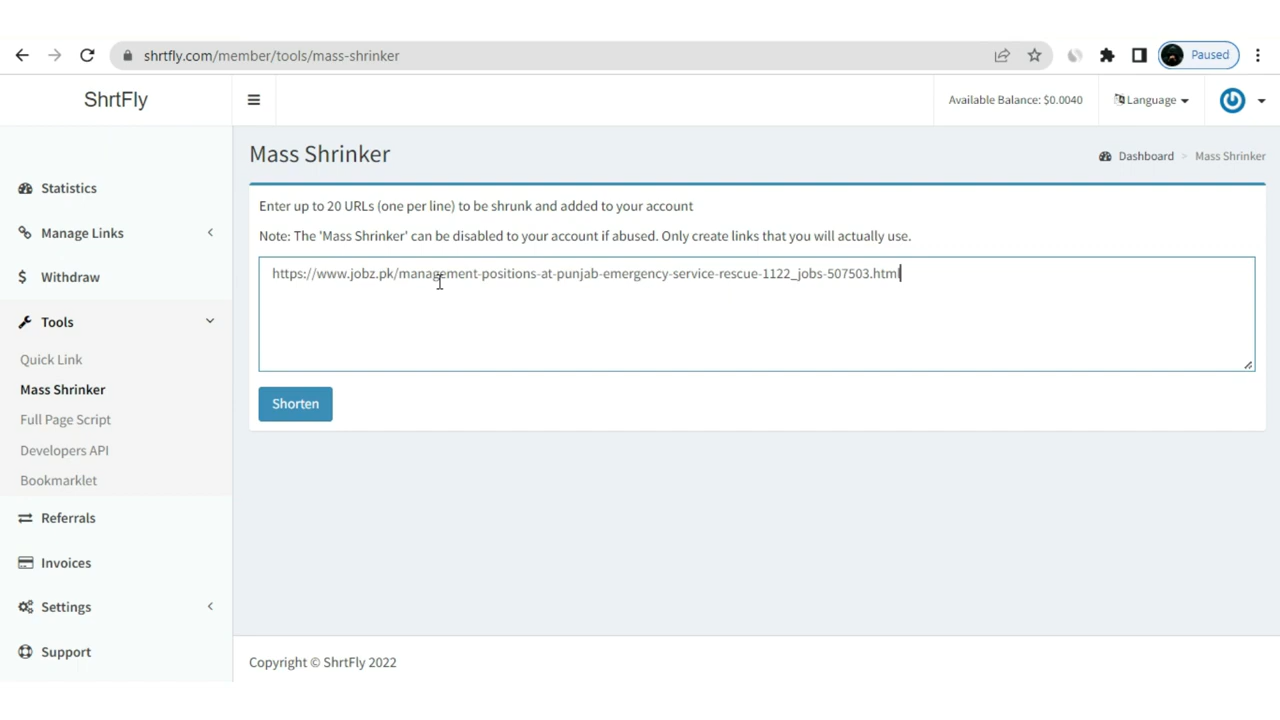 shrtfly.com/member/tools/mass-shrinker
Paused
ShrtFly
Available Balance: $0.0040
Language
Mass Shrinker
Dashboard > Mass Shrinker
Statistics
Manage Links
Withdraw
Tools
Quick Link
Mass Shrinker
Full Page Script
Developers API
Bookmarklet
Referrals
Invoices
Settings
Support
Enter up to 20 URLs (one per line) to be shrunk and added to your account
Note: The 'Mass Shrinker' can be disabled to your account if abused. Only create links that you will actually use.
https://www.jobz.pk/management-positions-at-punjab-emergency-service-rescue-1122_jobs-507503.html
Shorten
Copyright © ShrtFly 2022